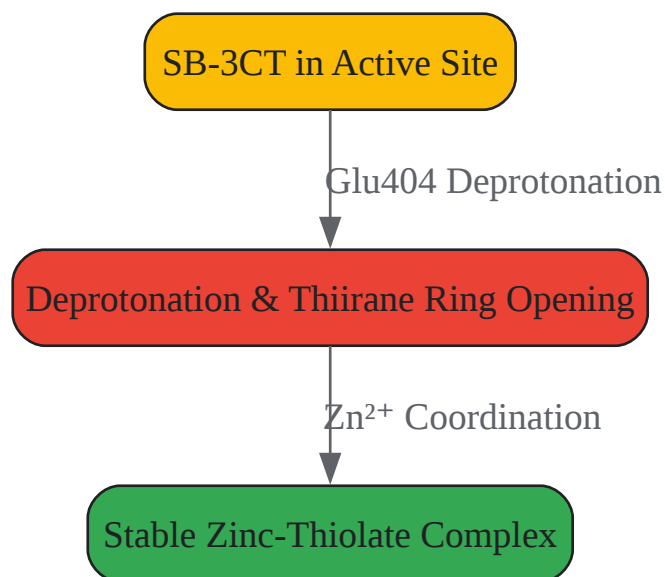 SB-3CT in Active Site
Glu404 Deprotonation
Deprotonation & Thiirane Ring Opening
Zn²⁺ Coordination
Stable Zinc-Thiolate Complex